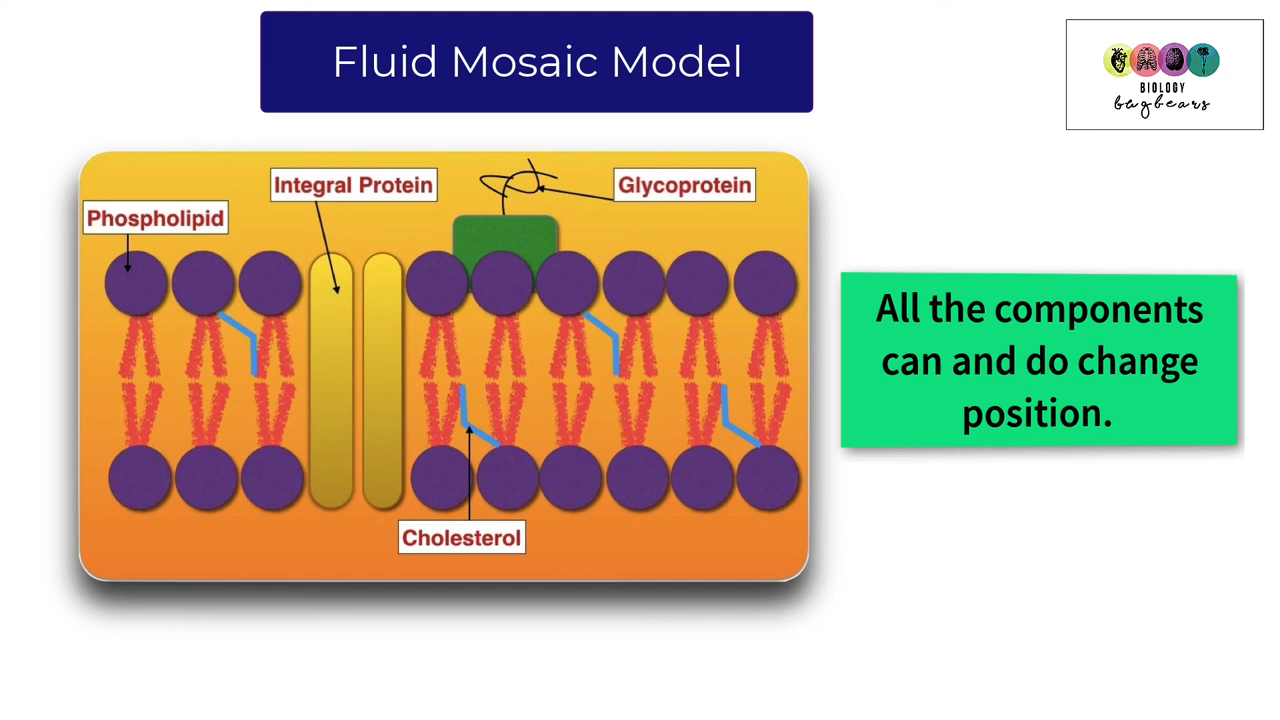 Fluid Mosaic Model
BIOLOGY
bugbears
Integral Protein
Glycoprotein
Phospholipid
All the components
can and do change
position.
Cholesterol